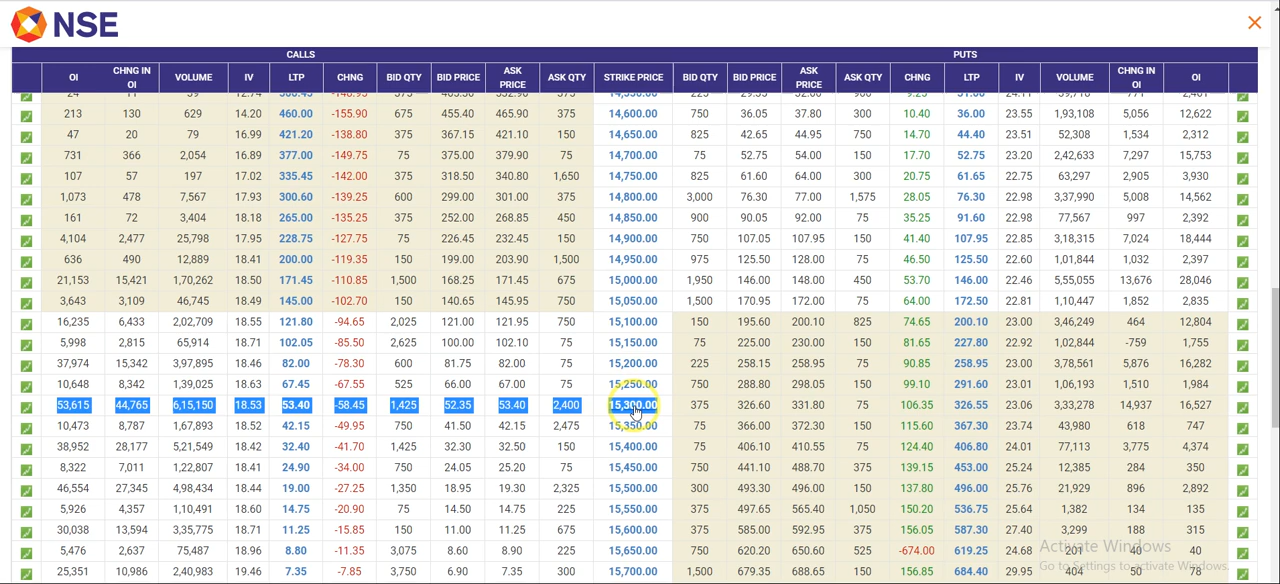 NSE
CALLS PUTS
OI CHNG IN OI VOLUME IV LTP CHNG BID QTY BID PRICE ASK PRICE ASK QTY STRIKE PRICE BID QTY BID PRICE ASK PRICE ASK QTY CHNG LTP IV VOLUME CHNG IN OI OI
213 130 629 14.20 460.00 -155.90 675 455.40 465.90 150 14,600.00 750 36.05 37.80 300 10.40 36.00 23.55 1,93,108 5,056 12,622
47 20 79 16.99 421.20 -138.80 375 367.15 421.10 150 14,650.00 825 42.65 44.95 750 14.70 44.40 23.51 52,308 1,534 2,312
731 366 2,054 16.89 377.00 -149.75 75 375.00 379.90 75 14,700.00 75 52.75 54.00 150 17.70 52.75 23.20 2,42,633 7,297 15,753
107 57 197 17.02 335.45 -142.00 375 318.50 340.80 1,650 14,750.00 825 61.60 64.00 300 20.75 61.65 22.75 63,297 2,905 3,930
1,073 478 7,567 17.93 300.60 -139.25 600 299.00 301.00 375 14,800.00 3,000 76.30 77.00 1,575 28.05 76.30 22.98 3,37,990 5,008 14,562
161 72 3,404 18.18 265.00 -135.25 375 252.00 268.85 450 14,850.00 900 90.05 92.00 75 35.25 91.60 22.98 77,567 997 2,392
4,104 2,477 25,798 17.95 228.75 -127.75 75 226.45 232.45 150 14,900.00 750 107.05 107.95 150 41.40 107.95 22.85 3,18,315 7,024 18,444
636 490 12,889 18.41 200.00 -119.35 150 199.00 203.90 1,500 14,950.00 975 125.50 128.00 75 46.50 125.50 22.60 1,01,844 1,032 2,397
21,153 15,421 1,70,262 18.50 171.45 -110.85 1,500 168.25 171.45 675 15,000.00 1,950 146.00 148.00 450 53.70 146.00 22.46 5,55,055 13,676 28,046
3,643 3,109 46,745 18.49 145.00 -102.70 150 140.65 145.95 750 15,050.00 1,500 170.95 172.00 75 64.00 172.50 22.81 1,10,447 1,852 2,835
16,235 6,433 2,02,709 18.55 121.80 -94.65 2,025 121.00 121.95 750 15,100.00 150 195.60 200.10 825 74.65 200.10 23.00 3,46,249 464 12,804
5,998 2,815 65,914 18.71 102.05 -85.50 2,625 100.00 102.10 75 15,150.00 75 225.00 230.00 150 81.65 227.80 22.92 1,02,844 -759 1,755
37,974 15,342 3,97,895 18.46 82.00 -78.30 600 81.75 82.00 75 15,200.00 225 258.15 258.95 75 90.85 258.95 23.00 3,78,561 5,876 16,282
10,648 8,342 1,39,025 18.63 67.45 -67.55 525 66.00 67.00 75 15,250.00 750 288.80 298.05 150 99.10 291.60 23.01 1,06,193 1,510 1,984
53,615 44,765 6,15,150 18.53 53.40 -58.45 1,425 52.35 53.40 2,400 15,300.00 375 326.60 331.80 75 106.35 326.55 23.06 3,33,278 14,937 16,527
10,473 8,787 1,67,893 18.52 42.15 -49.95 750 41.50 42.15 2,475 15,350.00 75 366.00 372.30 150 115.60 367.30 23.74 43,980 618 747
38,952 28,177 5,21,549 18.42 32.40 -41.70 1,425 32.30 32.50 150 15,400.00 75 406.10 410.55 75 124.40 406.80 24.01 77,113 3,775 4,374
8,322 7,011 1,22,807 18.41 24.90 -34.00 750 24.05 25.20 75 15,450.00 750 441.10 488.70 375 139.15 453.00 25.24 12,385 284 350
46,554 27,345 4,98,434 18.44 19.00 -27.25 1,350 18.95 19.30 2,325 15,500.00 300 493.30 496.00 150 137.80 496.00 25.76 21,929 896 2,892
5,926 4,357 1,10,491 18.60 14.75 -20.90 75 14.50 14.75 225 15,550.00 375 497.65 565.40 1,050 150.20 536.75 25.64 1,382 134 135
30,038 13,594 3,35,775 18.71 11.25 -15.85 150 11.00 11.25 675 15,600.00 375 585.00 592.95 375 156.05 587.30 27.40 3,299 188 315
5,476 2,637 75,487 18.96 8.80 -11.35 3,075 8.60 8.90 225 15,650.00 750 620.20 650.60 525 -674.00 619.25 24.68 201 40 40
25,351 10,986 2,40,983 19.46 7.35 -7.85 3,750 6.90 7.35 300 15,700.00 1,500 679.35 688.65 150 156.85 684.40 29.95 404 50 78
Activate Windows
Go to Settings to activate Windows.